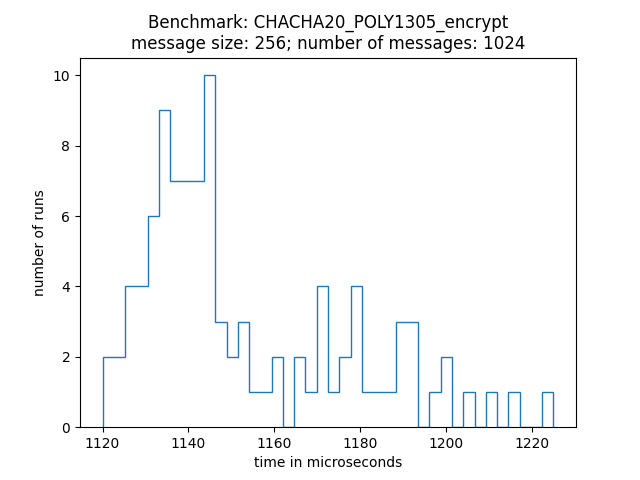 Benchmark: CHACHA20_POLY1305_encrypt
message size: 256; number of messages: 1024
10
8
6
4
2
0
number of runs
1120 1140 1160 1180 1200 1220
time in microseconds